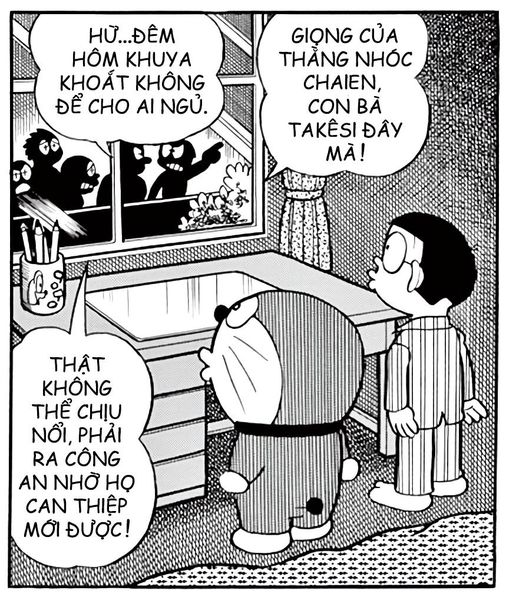 HỪ...ĐÊM
HÔM KHUYA
KHOẮT KHÔNG
ĐỂ CHO AI NGỦ.
GIỌNG CỦA
THẰNG NHÓC
CHAIEN,
CON BÀ
TAKÊSI ĐÂY
MÀ!
THẬT
KHÔNG
THỂ CHỊU
NỔI, PHẢI
RA CÔNG
AN NHỜ HỌ
CAN THIỆP
MỚI ĐƯỢC!